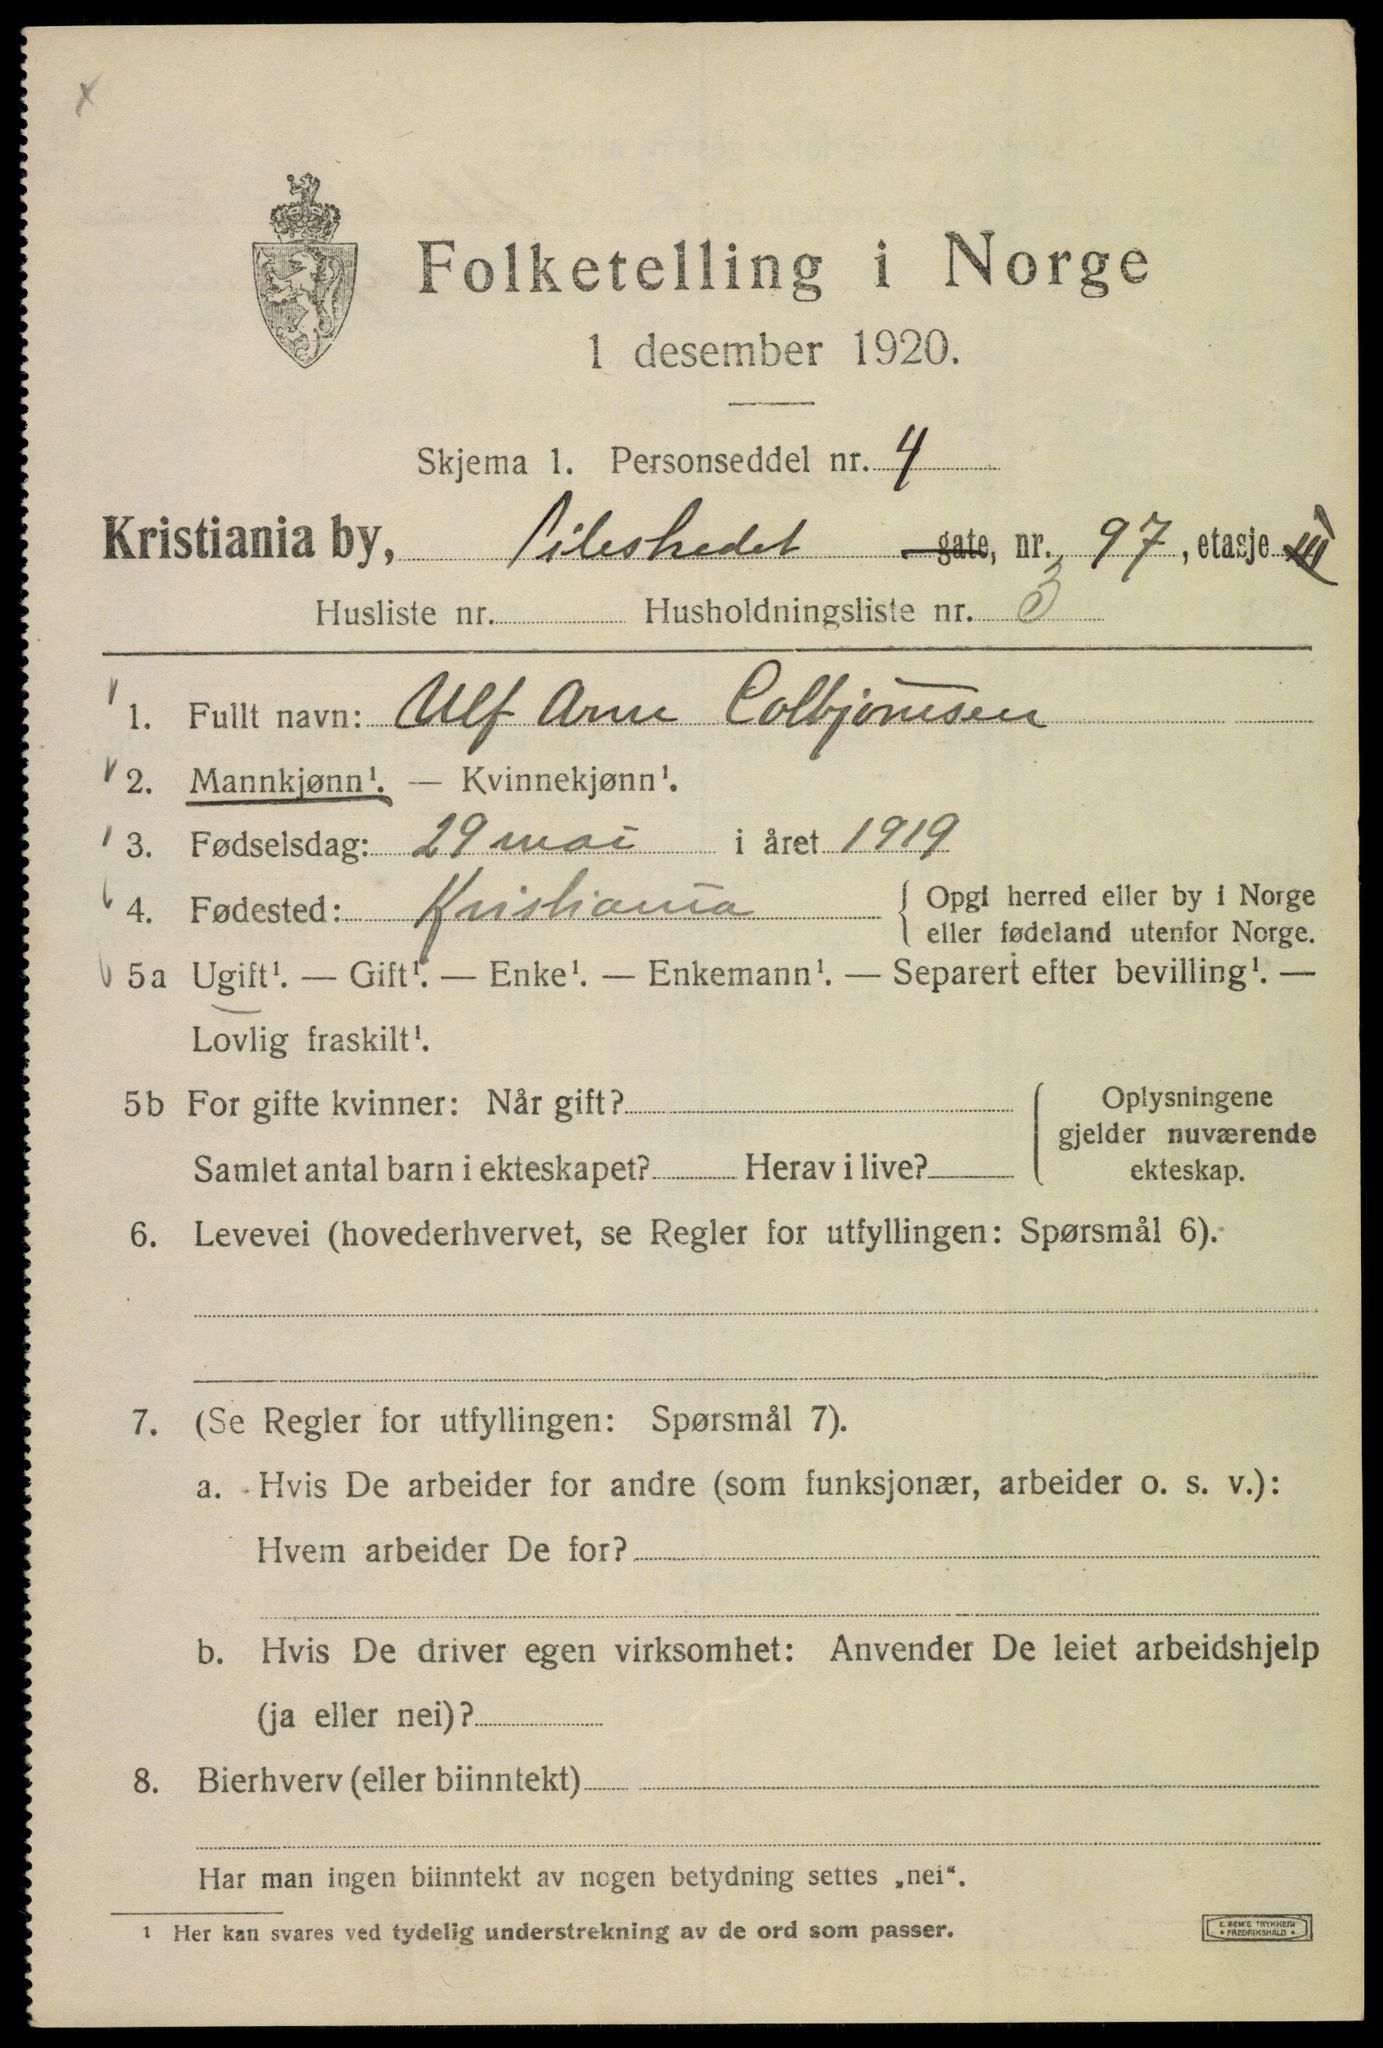 Folketelling i Norge
1 desember 1920.
Skjema 1. Personseddel nr. 4
Kristiania by, Pilestredet gate, nr. 97, etasje
Husliste nr. Husholdningsliste nr. 3
1. Fullt navn: Ulf Arne Colbjørnsen
2. Mannkjønn¹. — Kvinnekjønn¹.
3. Fødselsdag: 29 mai i året 1919
4. Fødested: Kristiania { Opgi herred eller by i Norge
eller fødeland utenfor Norge.
5a Ugift¹. — Gift¹. — Enke¹. — Enkemann¹. — Separert efter bevilling¹. —
Lovlig fraskilt¹.
5b For gifte kvinner: Når gift? Oplysningene
gjelder nuværende
Samlet antal barn i ekteskapet? Herav i live? ekteskap.
6. Levevei (hovederhvervet, se Regler for utfyllingen: Spørsmål 6).
7. (Se Regler for utfyllingen: Spørsmål 7).
a. Hvis De arbeider for andre (som funksjonær, arbeider o. s. v.):
Hvem arbeider De for?
b. Hvis De driver egen virksomhet: Anvender De leiet arbeidshjelp
(ja eller nei)?
8. Bierhverv (eller biinntekt)
Har man ingen biinntekt av nogen betydning settes „nei“.
¹ Her kan svares ved tydelig understrekning av de ord som passer.
E. SEM'S TRYKKERI
• FREDRIKSHALD •